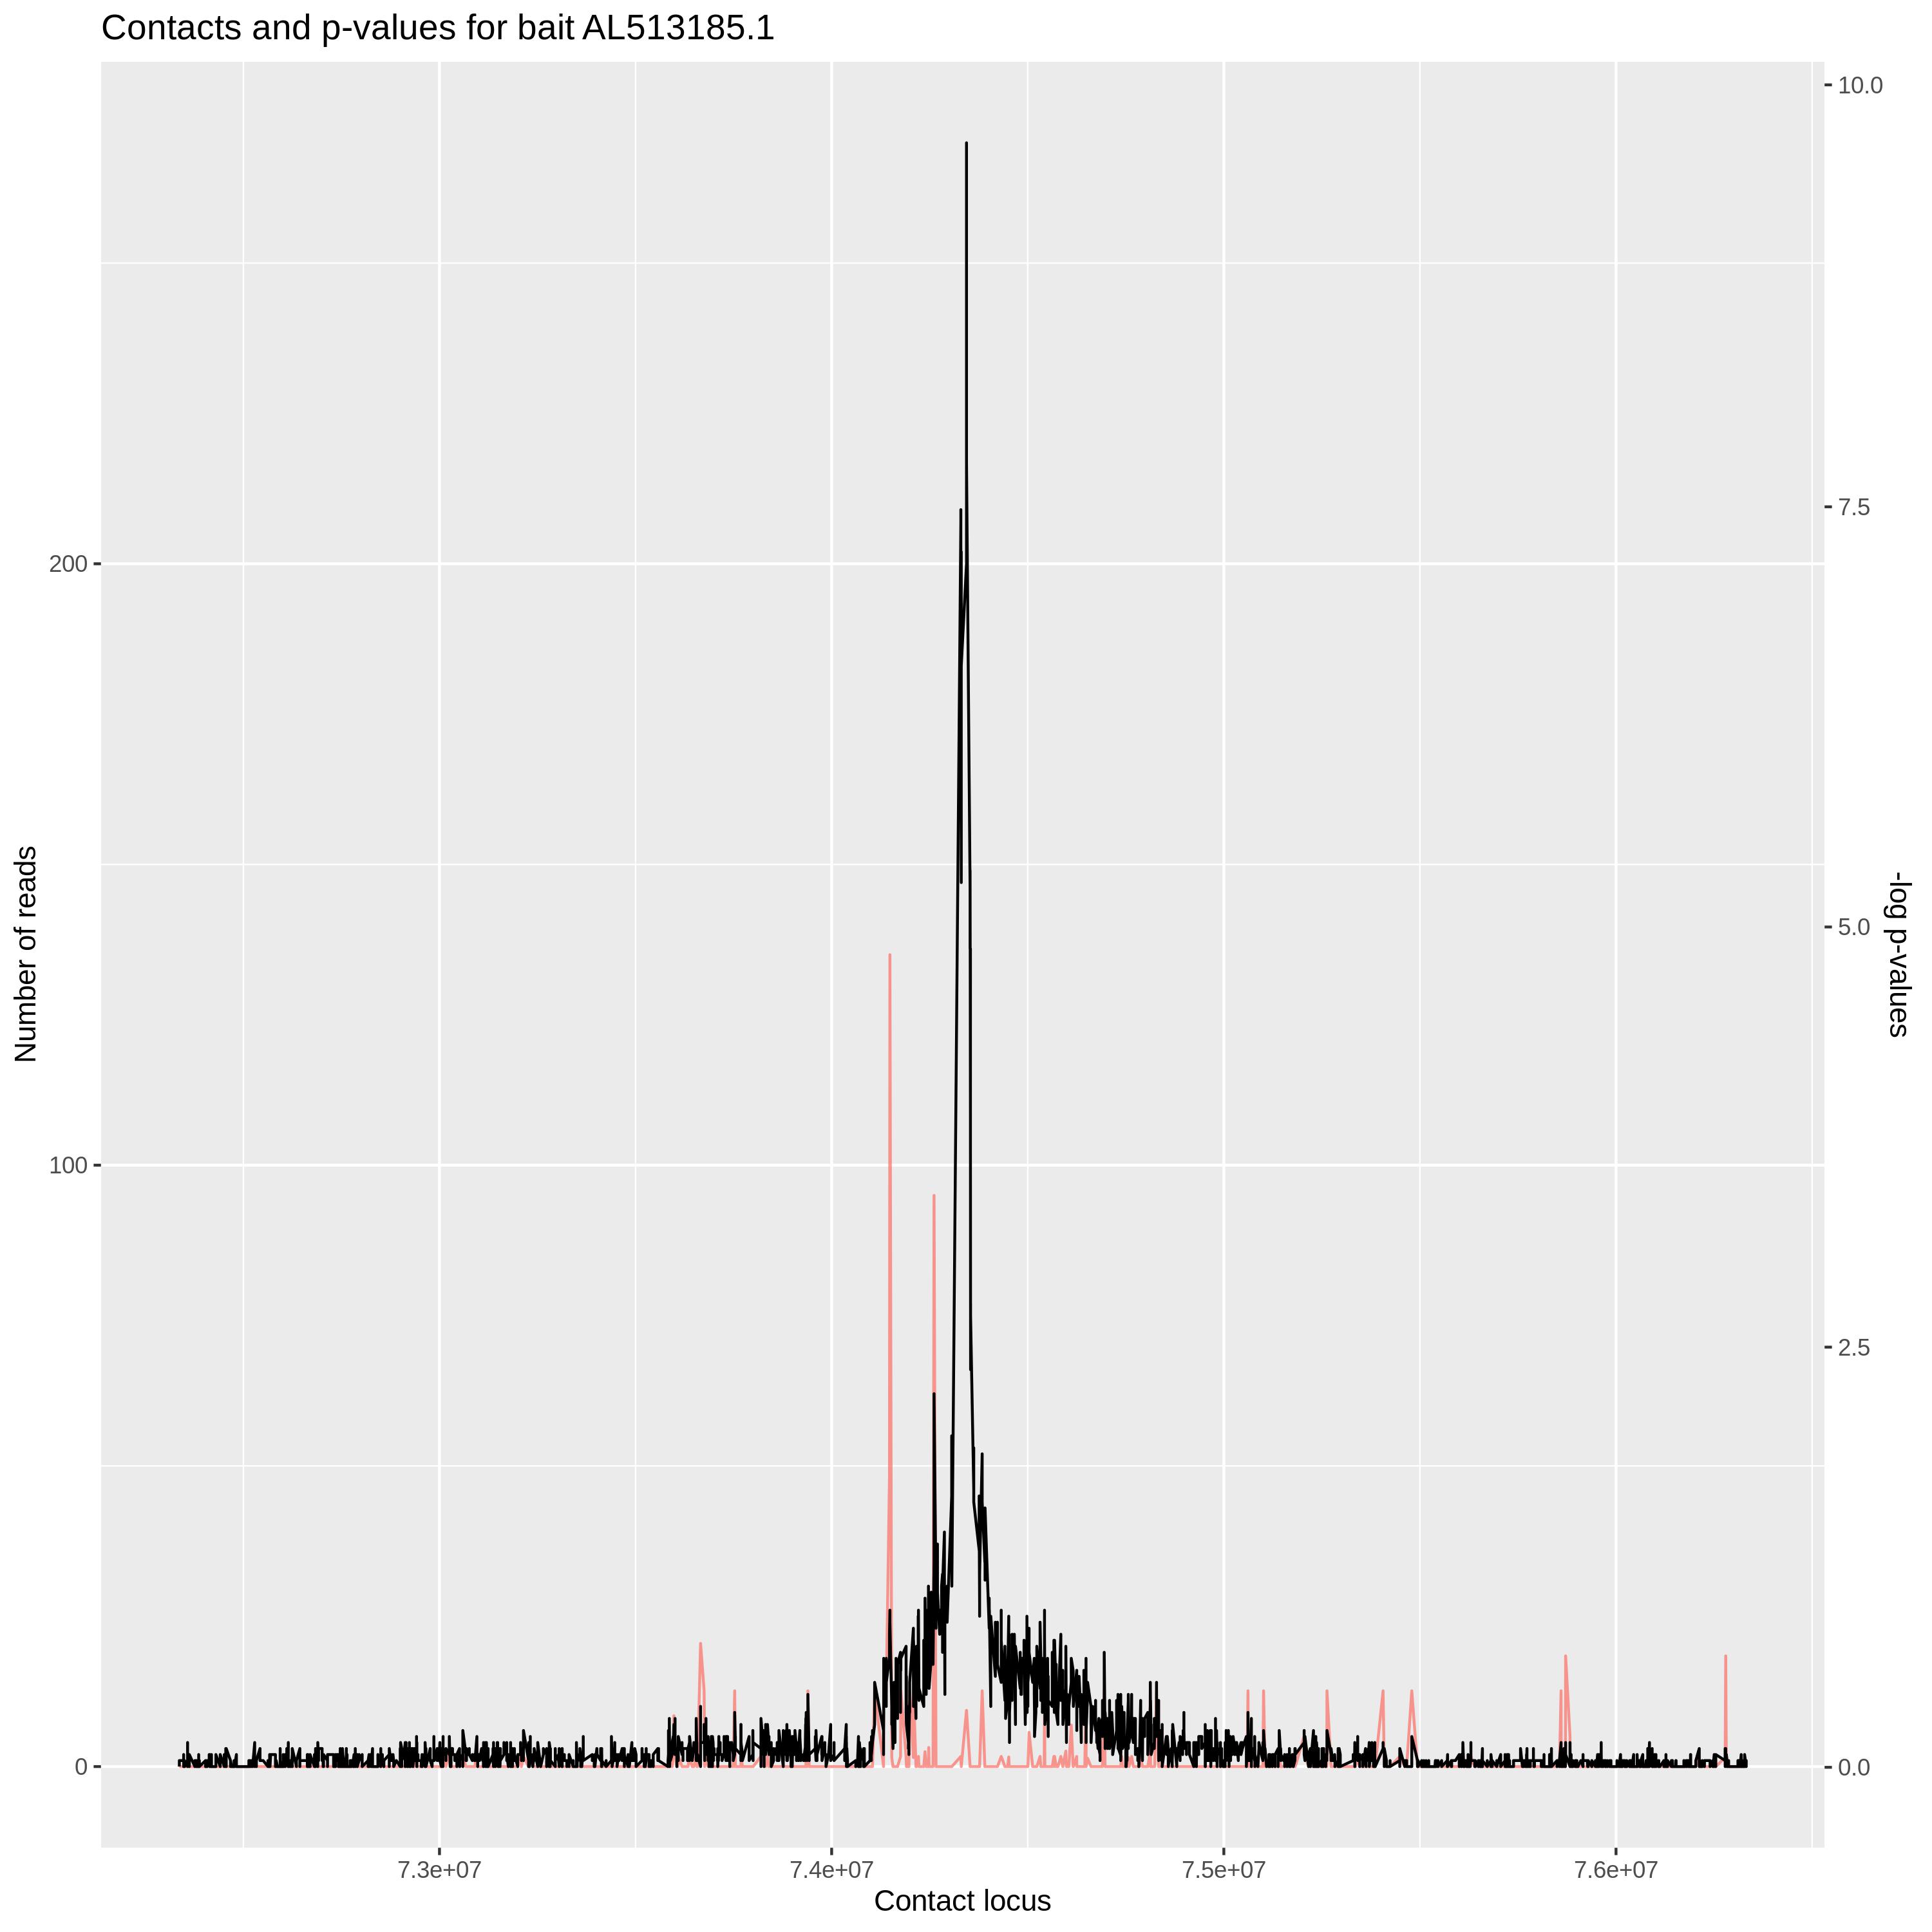 Contacts and p-values for bait AL513185.1
10.0
7.5
200
5.0
Number of reads
-log p-values
100
2.5
0
0.0
7.3e+07
7.4e+07
7.5e+07
7.6e+07
Contact locus